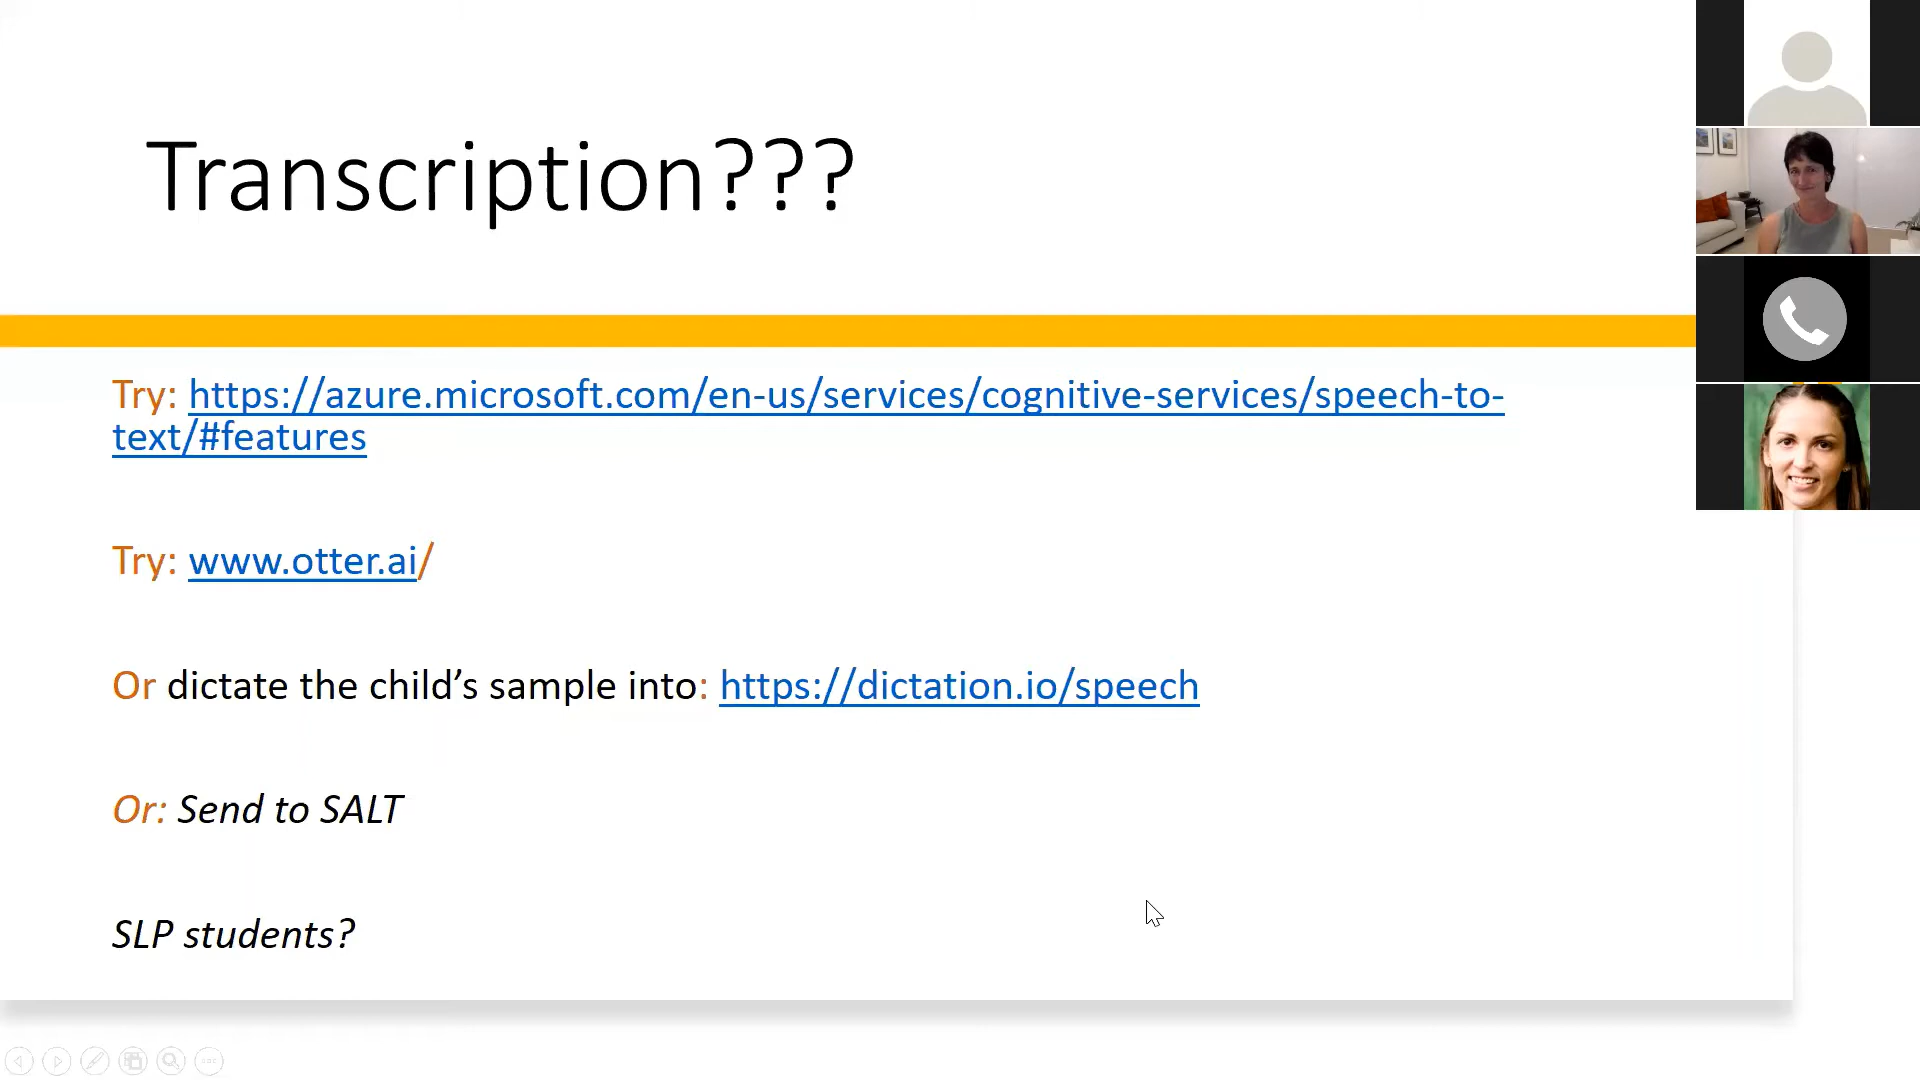 Transcription???
Try: https://azure.microsoft.com/en-us/services/cognitive-services/speech-to-
text/#features
Try: www.otter.ai/
Or dictate the child’s sample into: https://dictation.io/speech
Or: Send to SALT
SLP students?